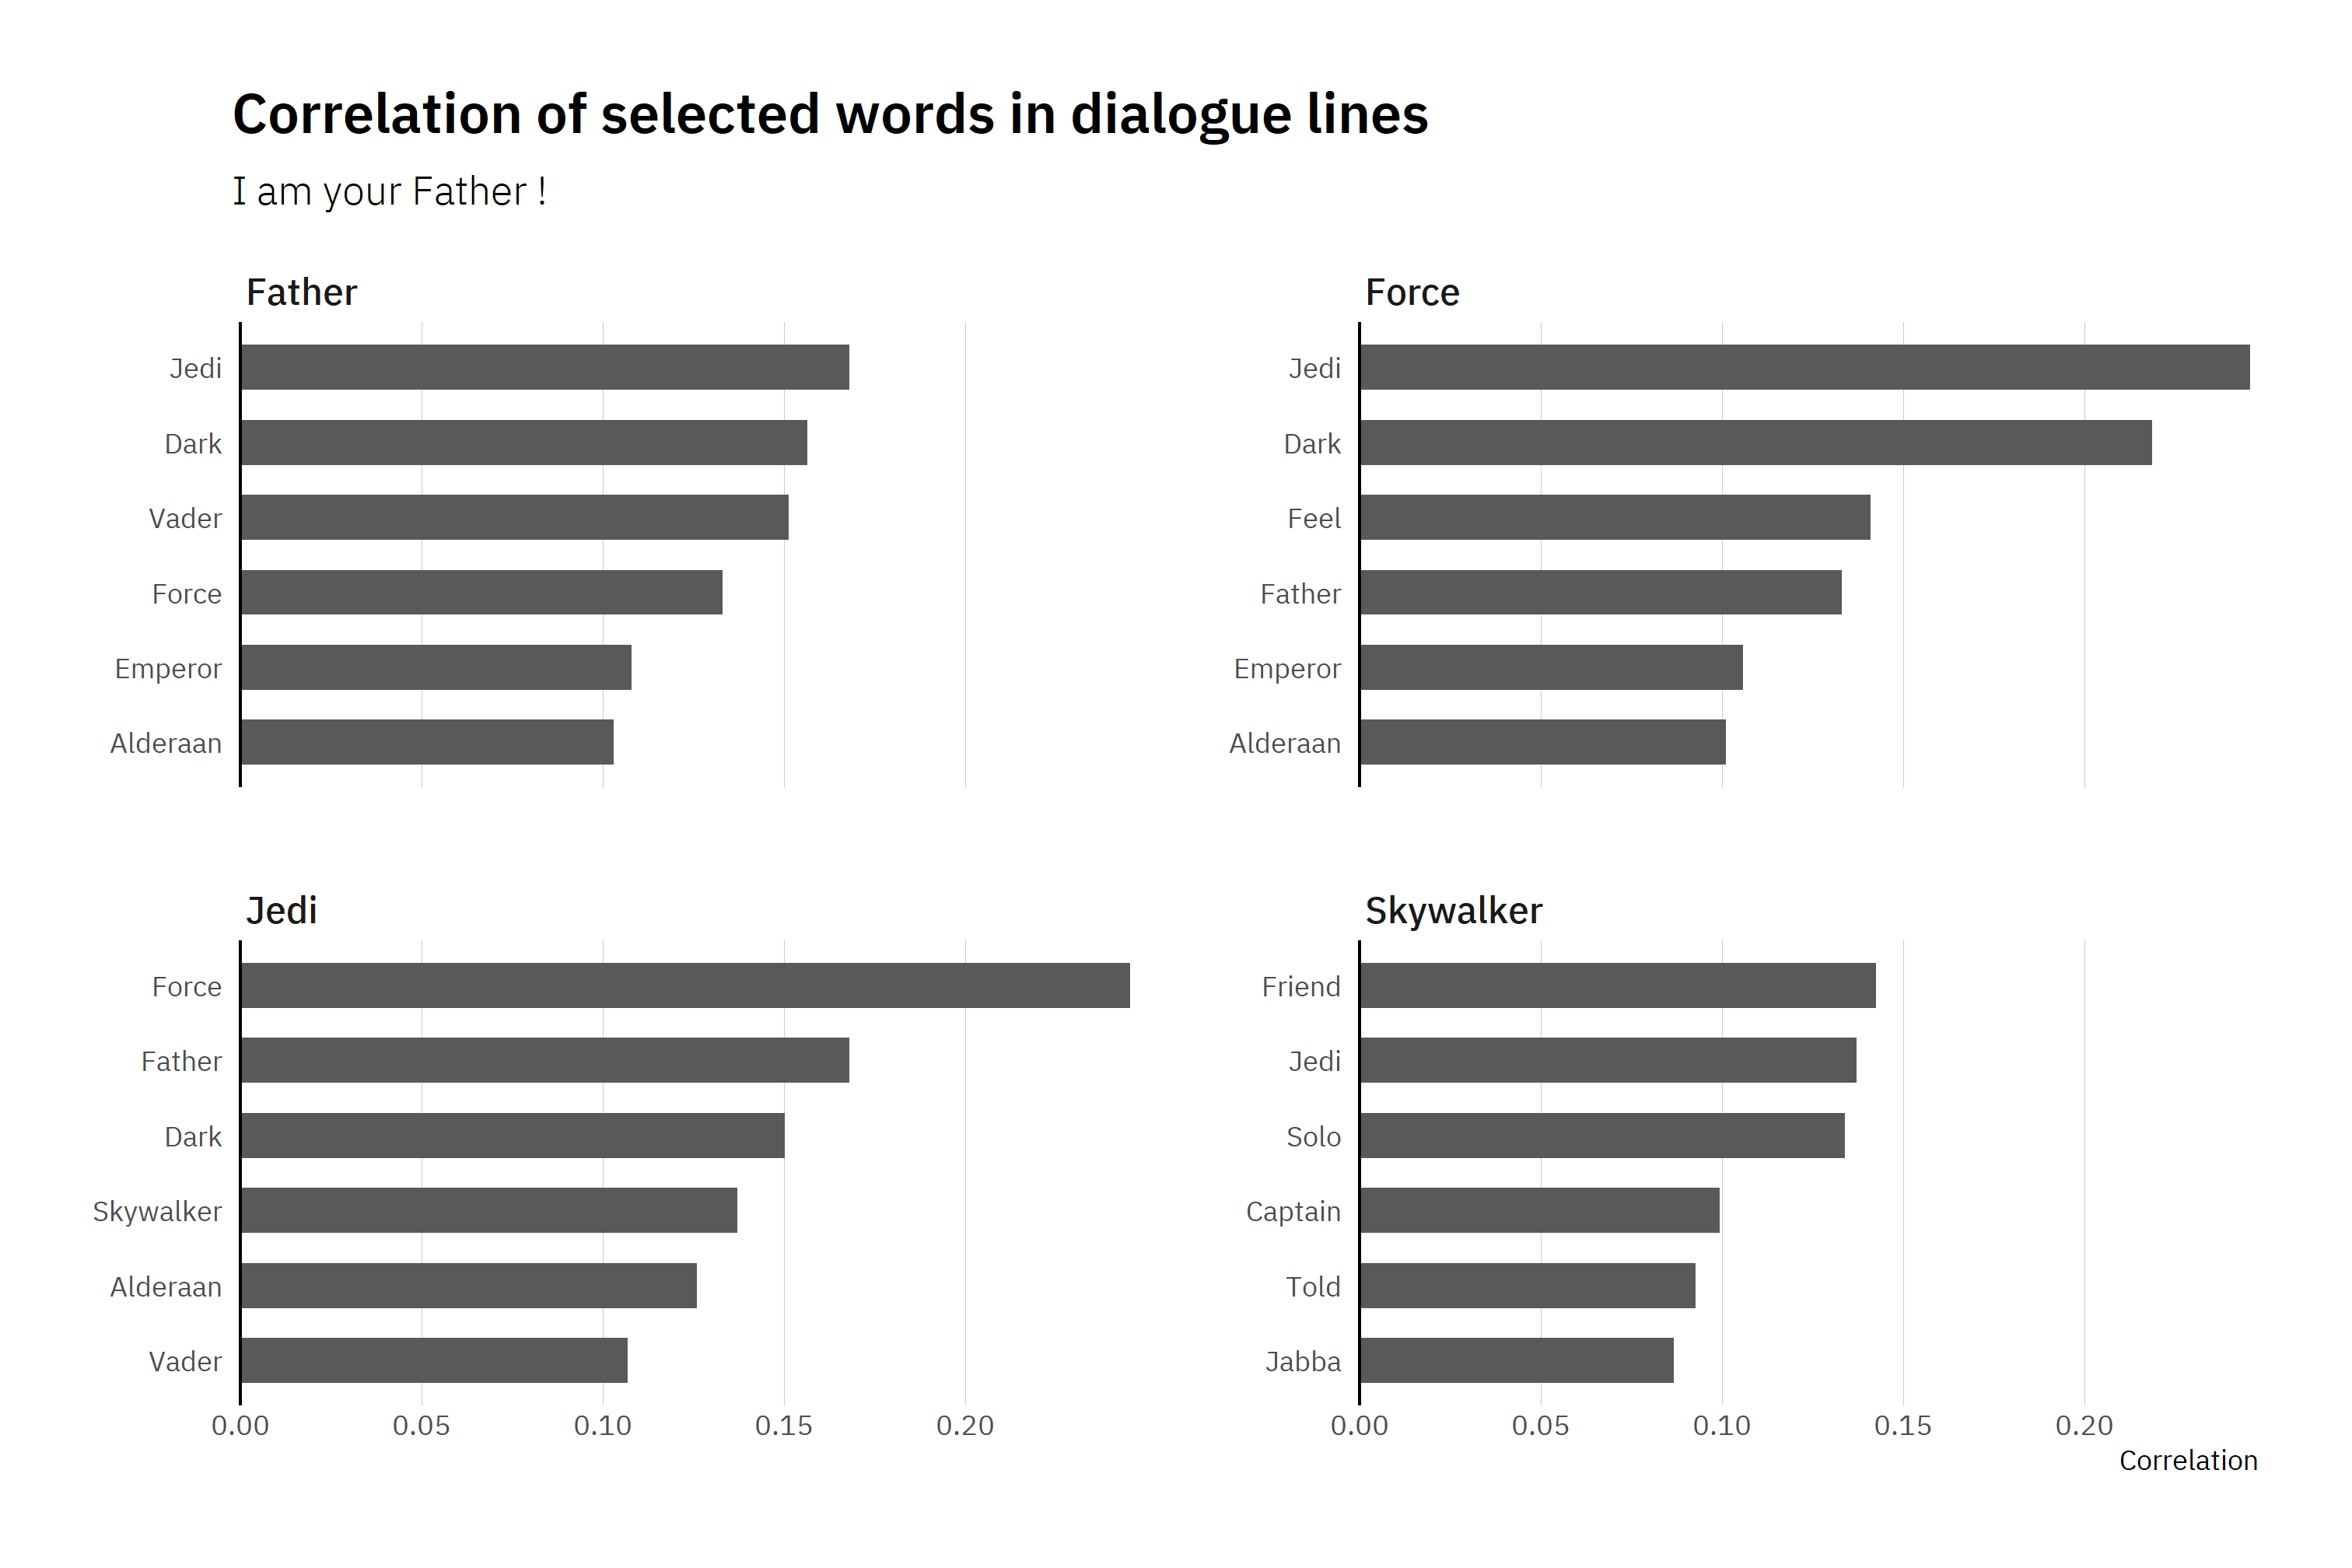 Correlation of selected words in dialogue lines
I am your Father !
Father
Jedi
Dark
Vader
Force
Emperor
Alderaan
Force
Jedi
Dark
Feel
Father
Emperor
Alderaan
Jedi
Force
Father
Dark
Skywalker
Alderaan
Vader
0.00 0.05 0.10 0.15 0.20
Skywalker
Friend
Jedi
Solo
Captain
Told
Jabba
0.00 0.05 0.10 0.15 0.20
Correlation